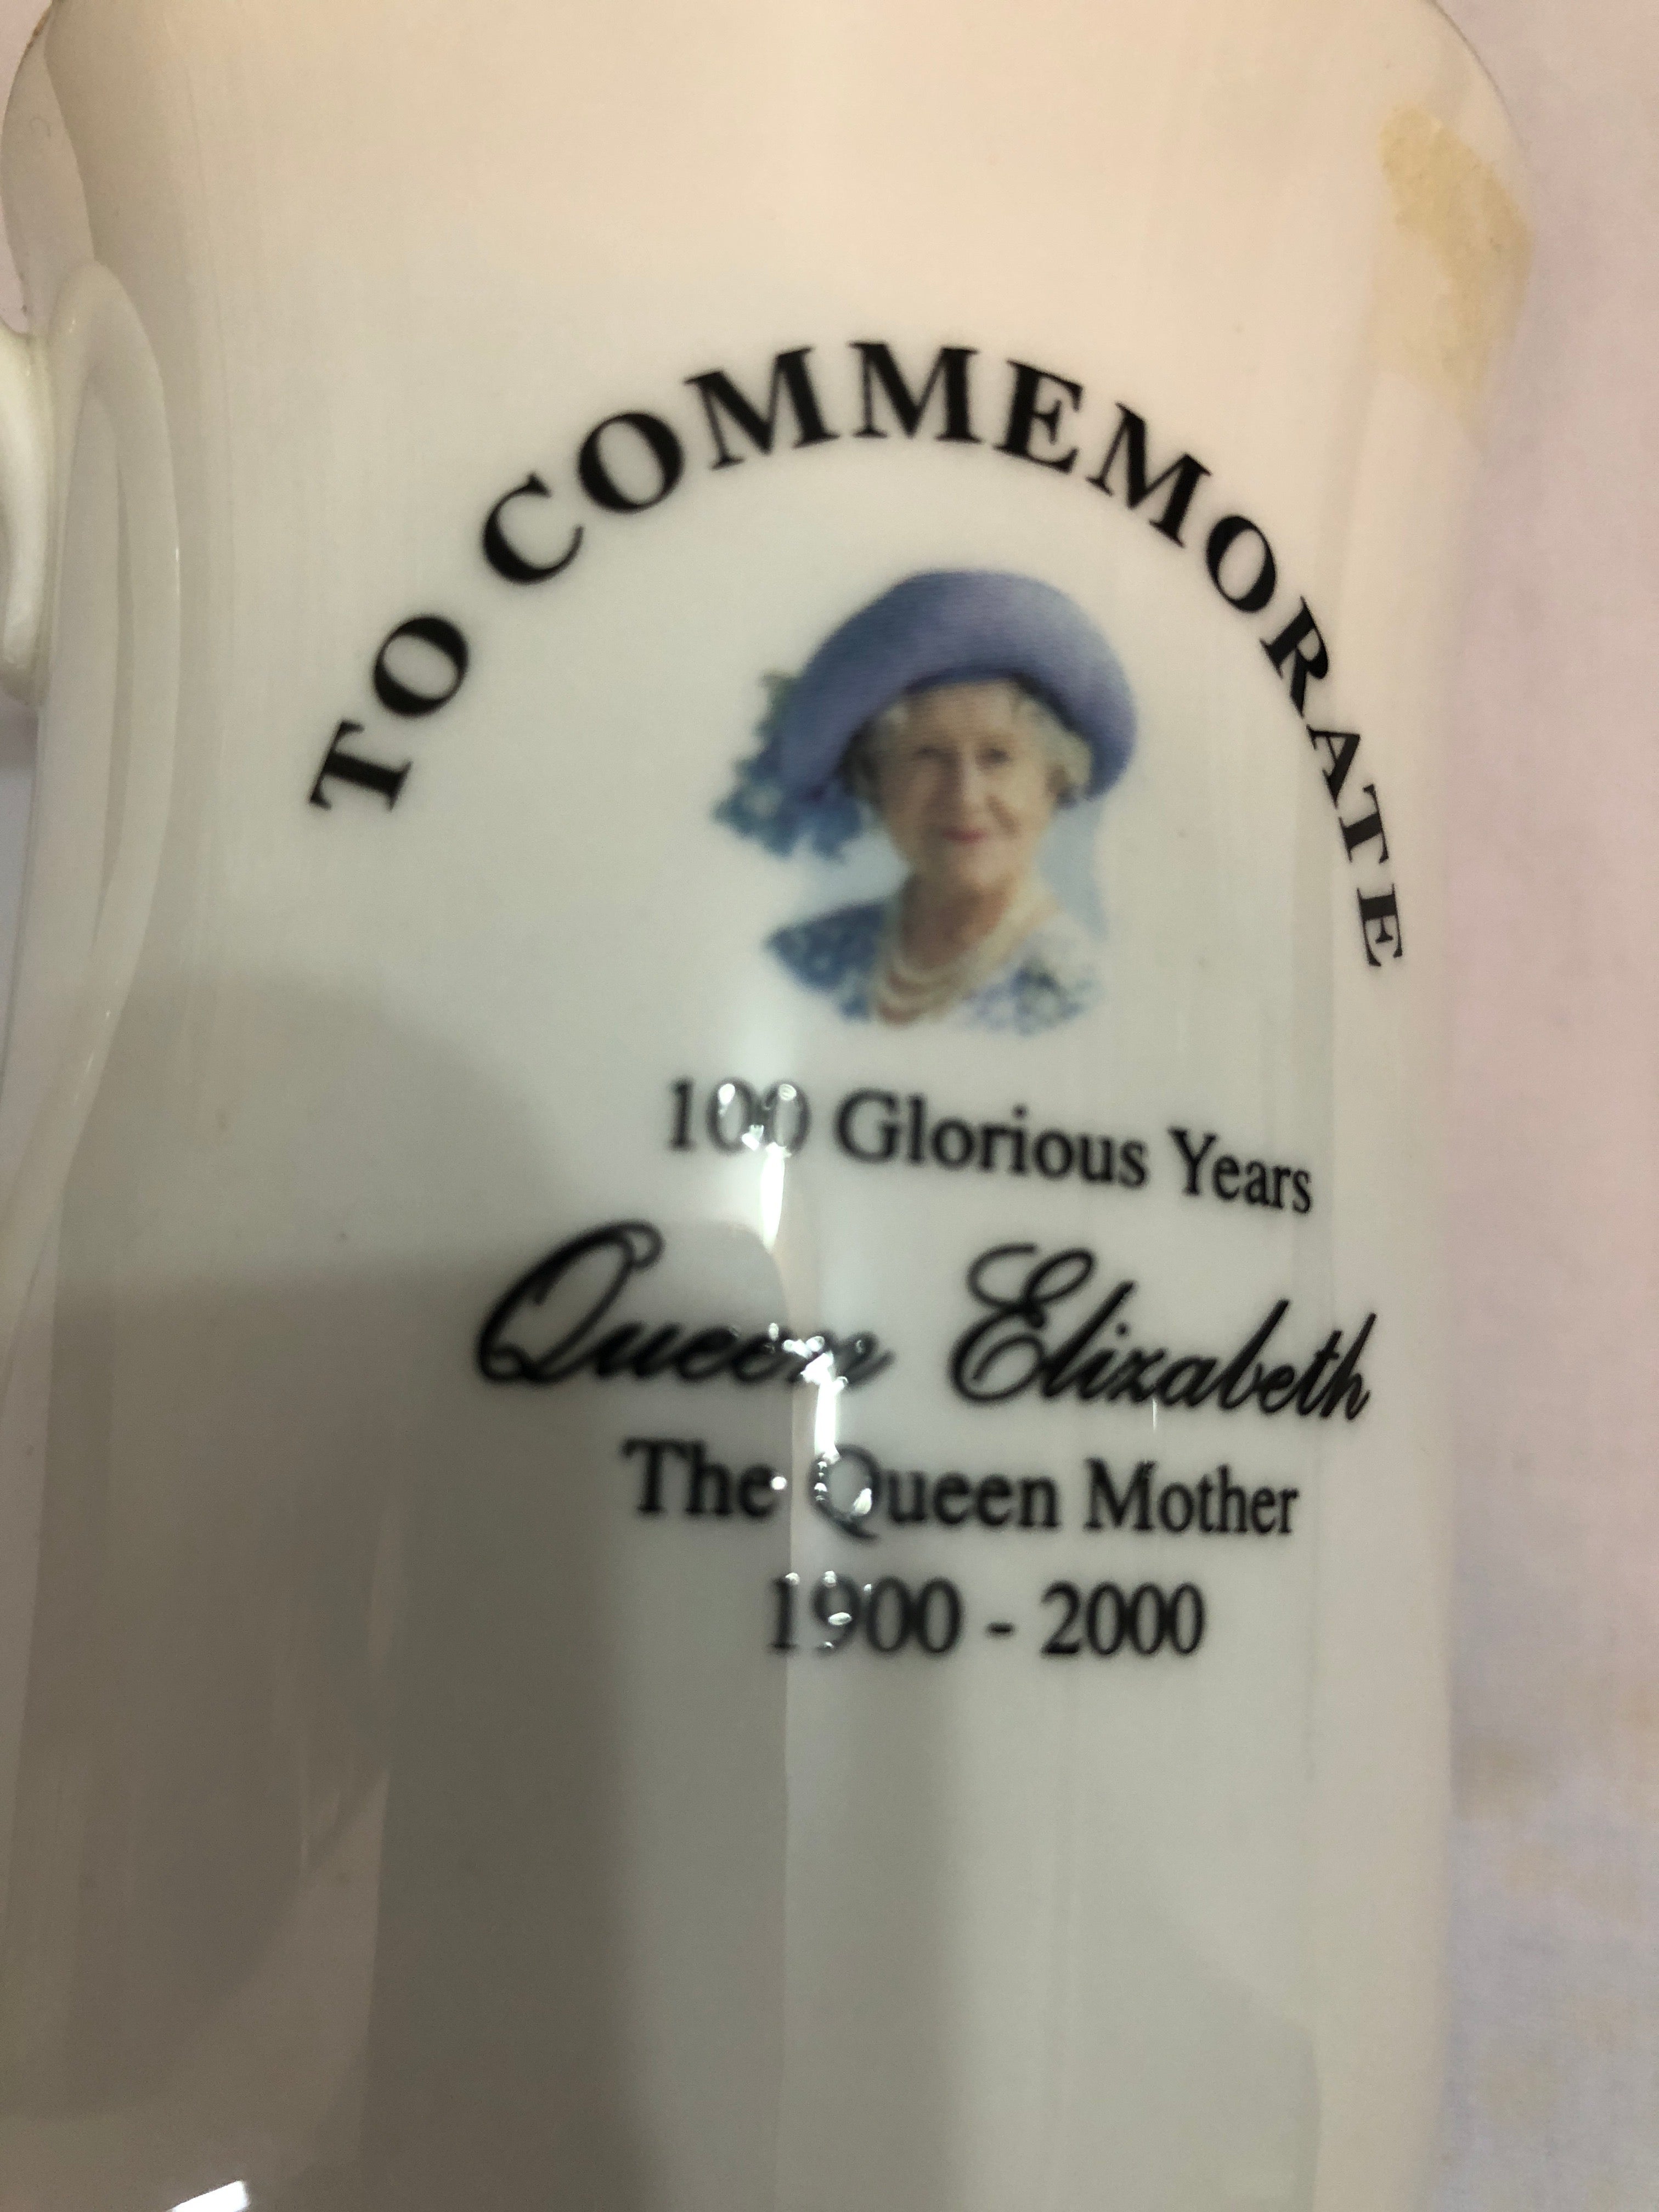 TO COMMEMORATE
100 Glorious Years
Queen Elizabeth
The Queen Mother
1900 - 2000